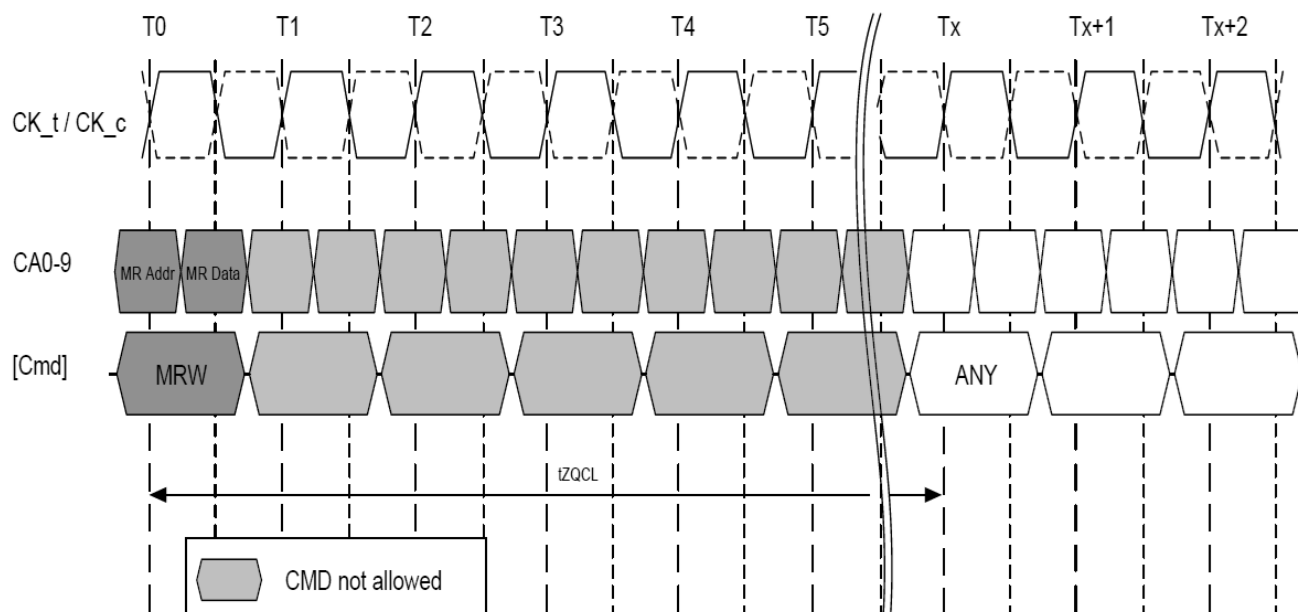 T0 T1 T2 T3 T4 T5 Tx Tx+1 Tx+2
CK_t / CK_c
CA0-9 MR Addr MR Data
[Cmd] MRW ANY
tZQCL
CMD not allowed